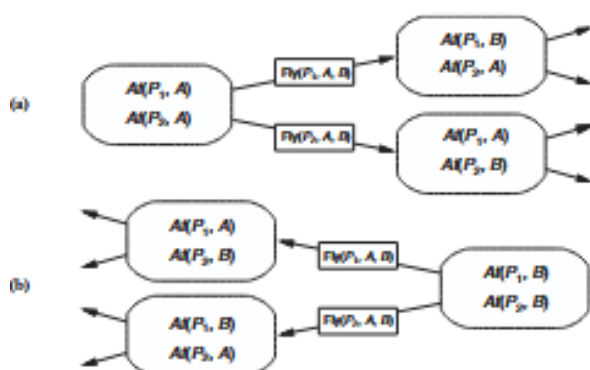 At(P1, B)
At(P2, A)
Fly(P1, A, B)
At(P1, A)
At(P2, A)
(a)
Fly(P2, A, B)
At(P1, A)
At(P2, B)
At(P1, A)
At(P2, B)
Fly(P1, A, B)
At(P1, B)
At(P2, B)
(b)
At(P1, B)
At(P2, A)
Fly(P2, A, B)